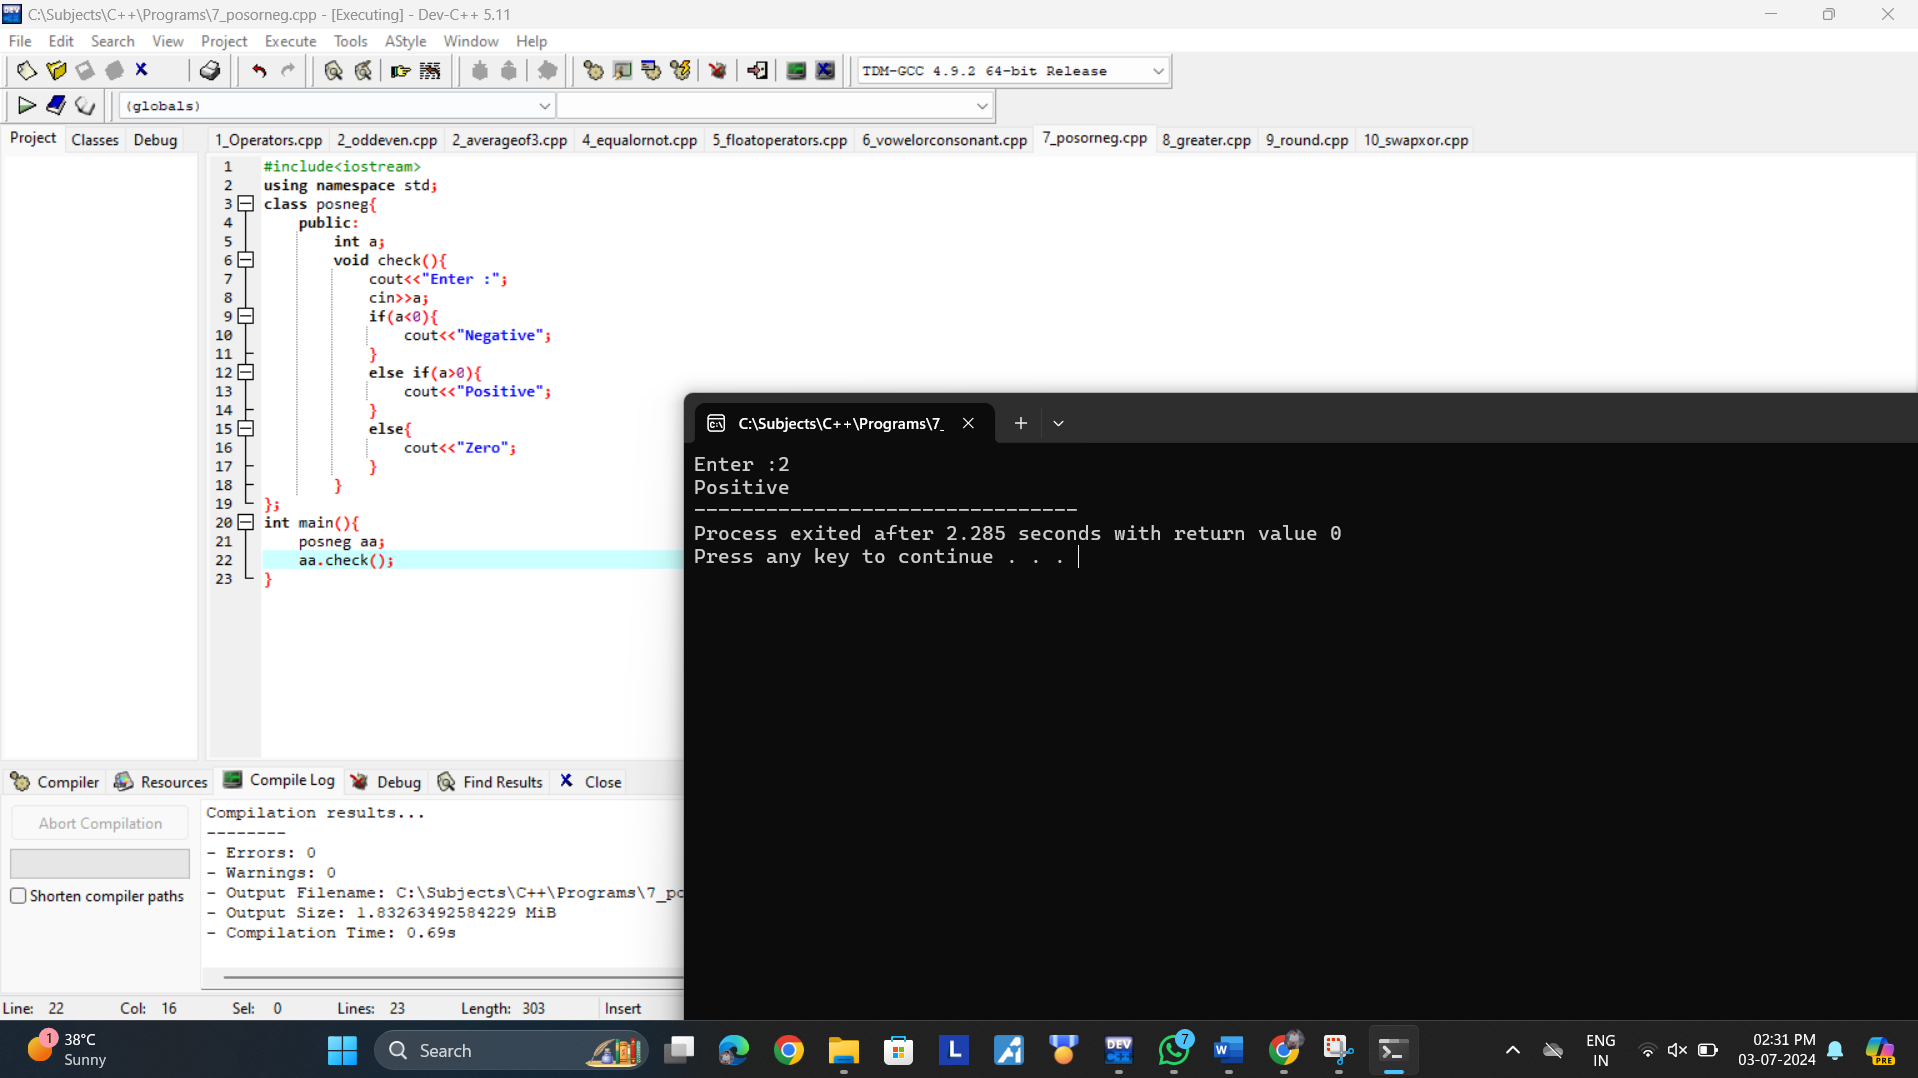 C:\Subjects\C++\Programs\7_posorneg.cpp - [Executing] - Dev-C++ 5.11
File Edit Search View Project Execute Tools AStyle Window Help
TDM-GCC 4.9.2 64-bit Release
(globals)
Project Classes Debug
1_Operators.cpp 2_oddeven.cpp 2_averageof3.cpp 4_equalornot.cpp 5_floatoperators.cpp 6_vowelorconsonant.cpp 7_posorneg.cpp 8_greater.cpp 9_round.cpp 10_swapxor.cpp
1 #include<iostream>
2 using namespace std;
3 class posneg{
4 public:
5 int a;
6 void check(){
7 cout<<"Enter :";
8 cin>>a;
9 if(a<0){
10 cout<<"Negative";
11 }
12 else if(a>0){
13 cout<<"Positive";
14 }
15 else{
16 cout<<"Zero";
17 }
18 }
19 };
20 int main(){
21 posneg aa;
22 aa.check();
23 }
C:\Subjects\C++\Programs\7_
Enter :2
Positive
--------------------------------
Process exited after 2.285 seconds with return value 0
Press any key to continue . . .
Compiler Resources Compile Log Debug Find Results Close
Abort Compilation
Shorten compiler paths
Compilation results...
--------
- Errors: 0
- Warnings: 0
- Output Filename: C:\Subjects\C++\Programs\7_po
- Output Size: 1.83263492584229 MiB
- Compilation Time: 0.69s
Line: 22 Col: 16 Sel: 0 Lines: 23 Length: 303 Insert
1
38°C
Sunny
Search
L
DEV
C++
7
W
ENG
IN
02:31 PM
03-07-2024
PRE